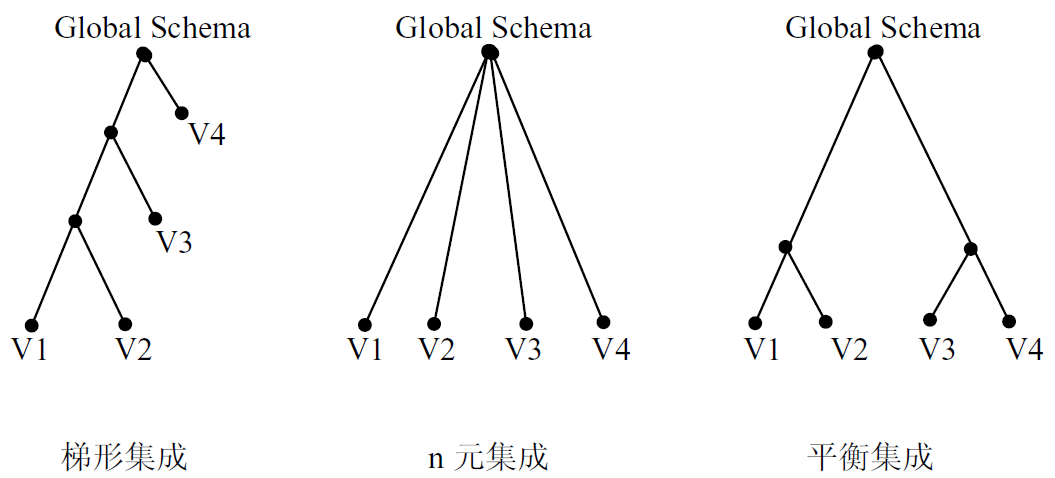 Global Schema
V4
V3
V1
V2
梯形集成
Global Schema
V1
V2
V3
V4
n 元集成
Global Schema
V1
V2
V3
V4
平衡集成